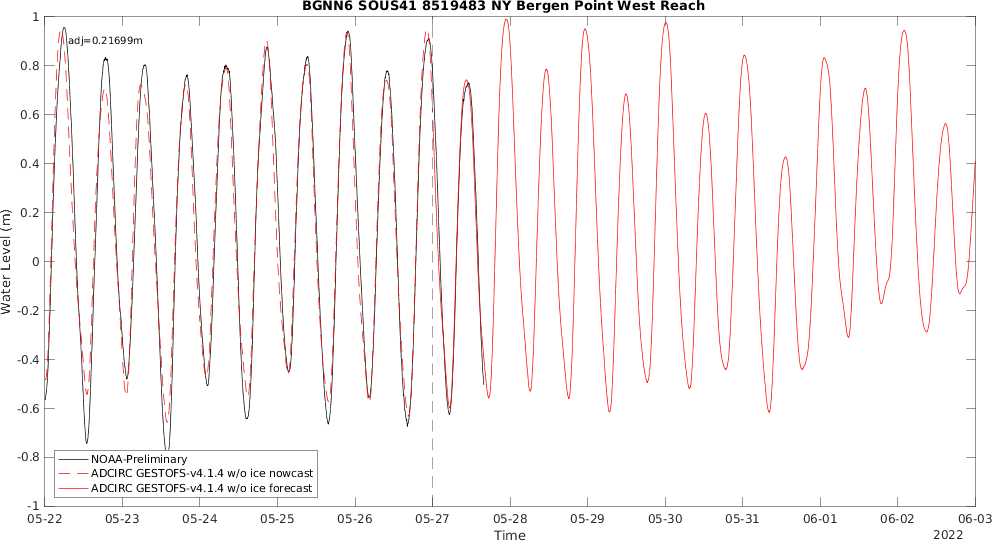 BGNN6 SOUS41 8519483 NY Bergen Point West Reach
adj=0.21699m
Water Level (m)
1
0.8
0.6
0.4
0.2
0
-0.2
-0.4
-0.6
-0.8
-1
NOAA-Preliminary
ADCIRC GESTOFS-v4.1.4 w/o ice nowcast
ADCIRC GESTOFS-v4.1.4 w/o ice forecast
05-22 05-23 05-24 05-25 05-26 05-27 05-28 05-29 05-30 05-31 06-01 06-02 06-03
Time
2022